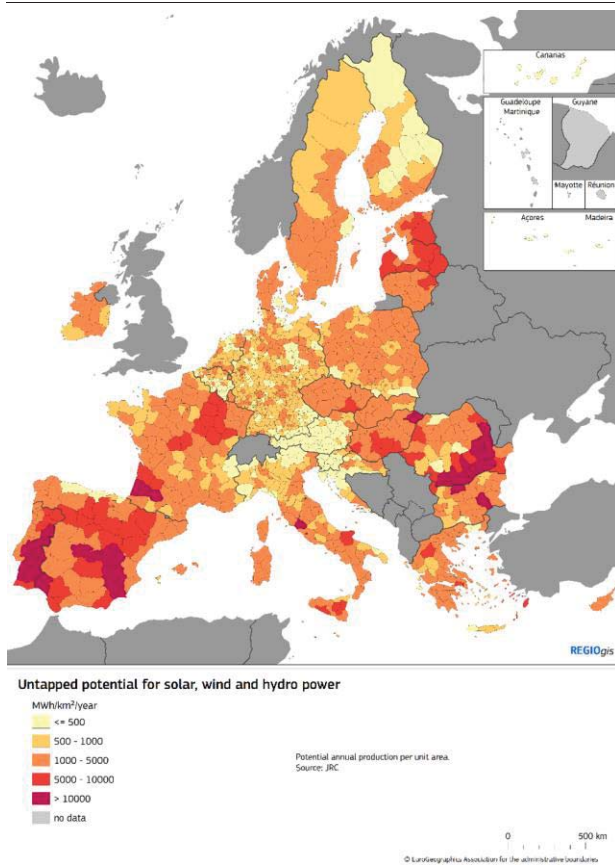 Canarias
Guadeloupe
Martinique
Guyane
Mayotte
Réunion
Açores
Madeira
REGIOgis
Untapped potential for solar, wind and hydro power
MWh/km²/year
<= 500
500 - 1000
1000 - 5000
5000 - 10000
> 10000
no data
Potential annual production per unit area.
Source: JRC
0 500 km
© EuroGeographics Association for the administrative boundaries